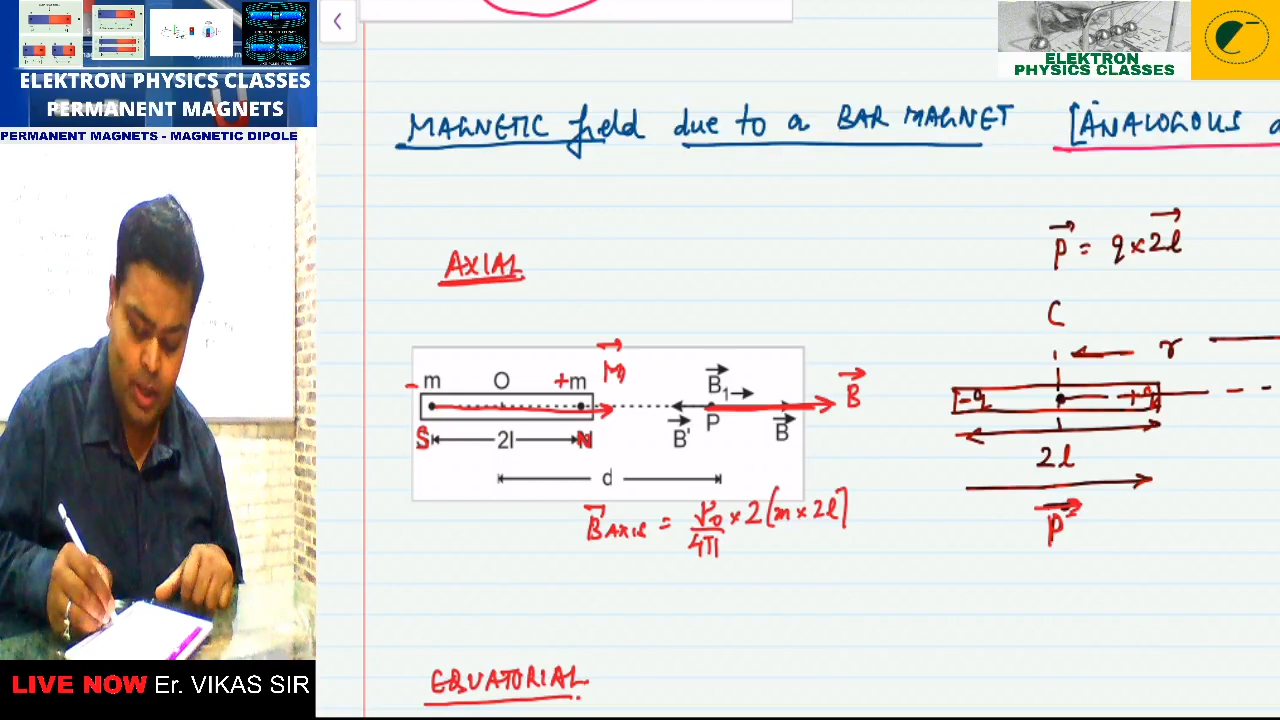 ELEKTRON PHYSICS CLASSES
PERMANENT MAGNETS
PERMANENT MAGNETS - MAGNETIC DIPOLE
ELEKTRON
PHYSICS CLASSES
MAGNETIC field due to a BAR MAGNET [ANALOGOUS
AXIAL
p = q × 2l
C
r
- m O + m M
B₁ B
-q +q
S 2l N B' P B
2l
d
p
B AXIS = μ₀/4π × 2(m × 2l)
EQUATORIAL
LIVE NOW Er. VIKAS SIR